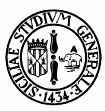 SICILIAE STVDIVM GENERALE
·1434·